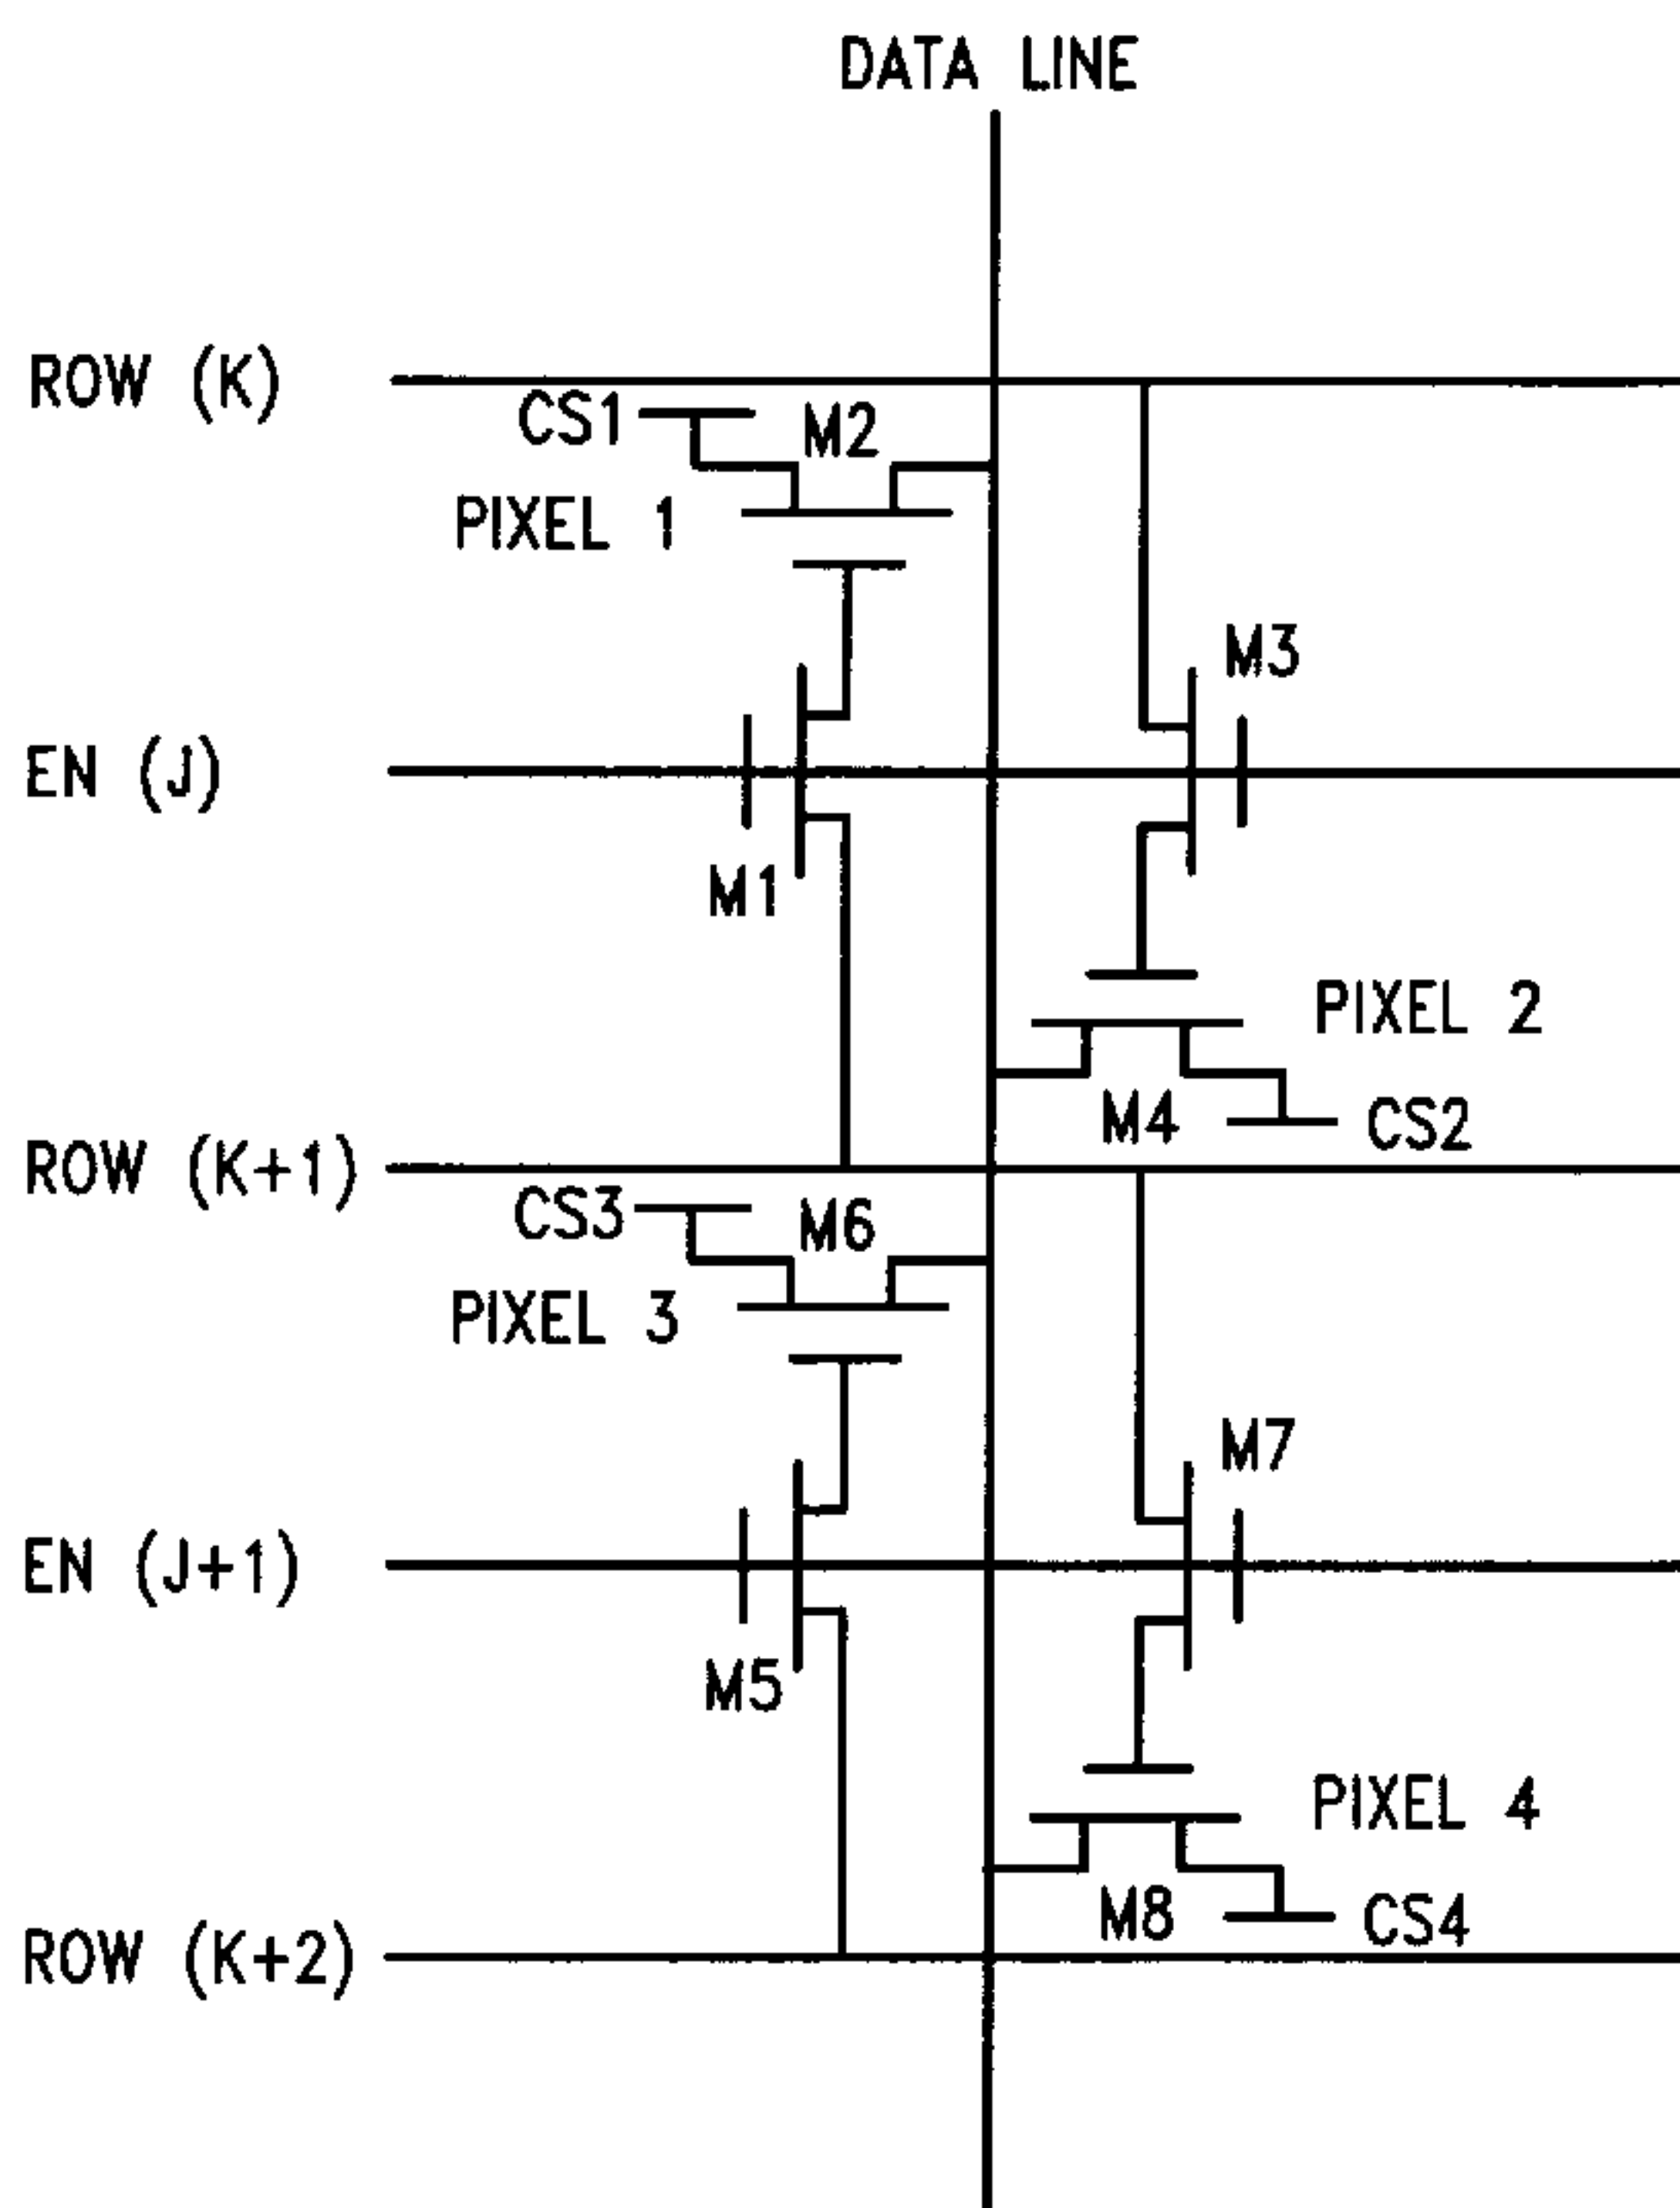 DATA LINE
ROW (K)
CS1
M2
PIXEL 1
M3
EN (J)
M1
PIXEL 2
M4
CS2
ROW (K+1)
CS3
M6
PIXEL 3
M7
EN (J+1)
M5
PIXEL 4
M8
CS4
ROW (K+2)